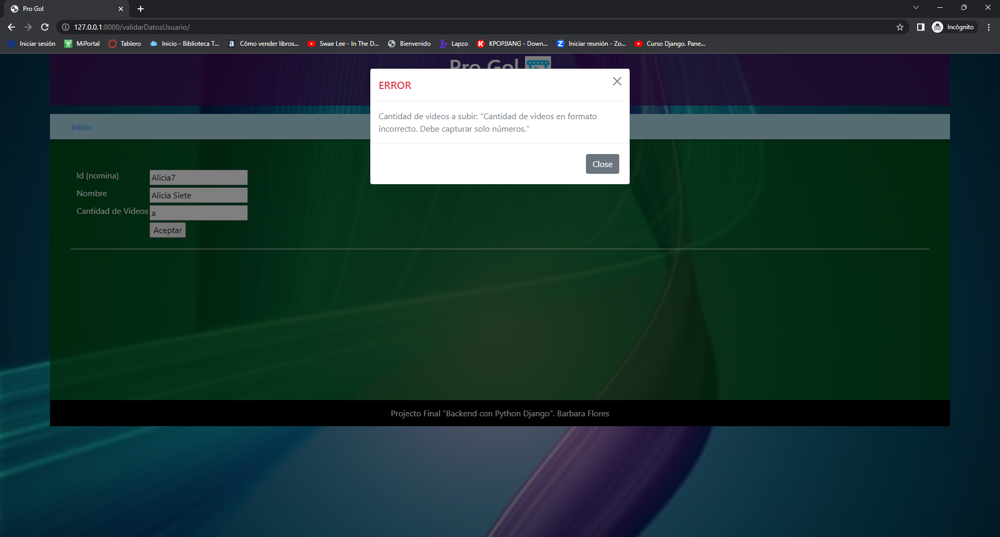 Pro Gol
127.0.0.1:8000/validarDatosUsuario/
Incógnito
Iniciar sesión
MiPortal
Tablero
Inicio - Biblioteca T...
Cómo vender libros...
Swae Lee - In The D...
Bienvenido
Lapzo
KPOPJJANG - Down...
Iniciar reunión - Zo...
Curso Django. Pane...
Pro Gol
ERROR
Cantidad de videos a subir: "Cantidad de videos en formato
incorrecto. Debe capturar solo números."
Close
Inicio
Id (nomina) Alicia7
Nombre Alicia Siete
Cantidad de Videos a
Aceptar
Projecto Final "Backend con Python Django". Barbara Flores